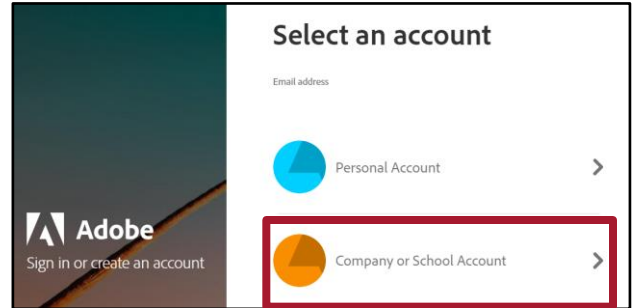 Select an account
Email address
Personal Account
Company or School Account
Adobe
Sign in or create an account